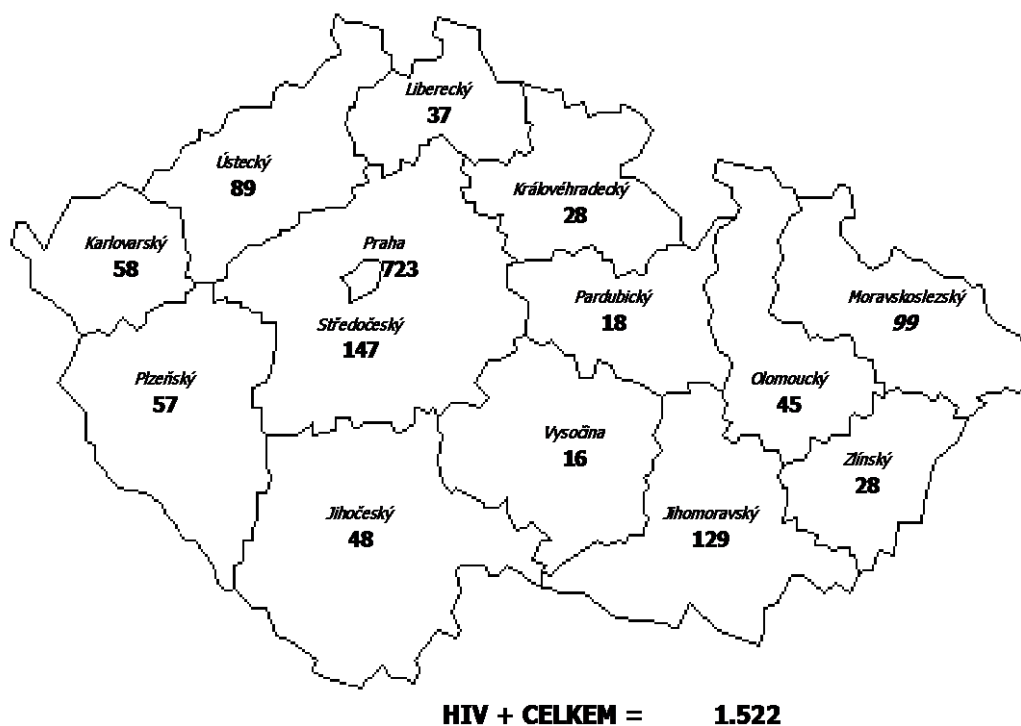 Liberecký
37
Ústecký
89
Královéhradecký
28
Karlovarský
58
Praha
723
Pardubický
18
Moravskoslezský
99
Středočeský
147
Plzeňský
57
Olomoucký
45
Vysočina
16
Zlínský
28
Jihočeský
48
Jihomoravský
129
HIV + CELKEM = 1.522